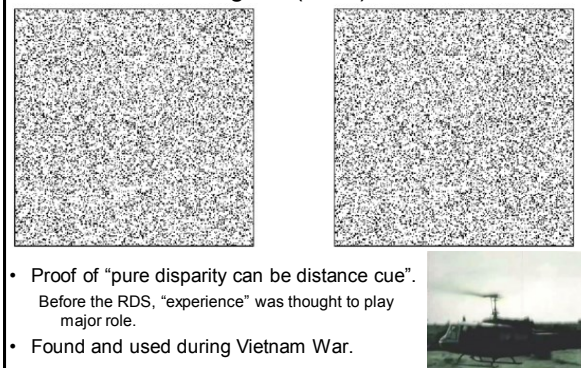 • Proof of “pure disparity can be distance cue”.
Before the RDS, “experience” was thought to play
major role.
• Found and used during Vietnam War.